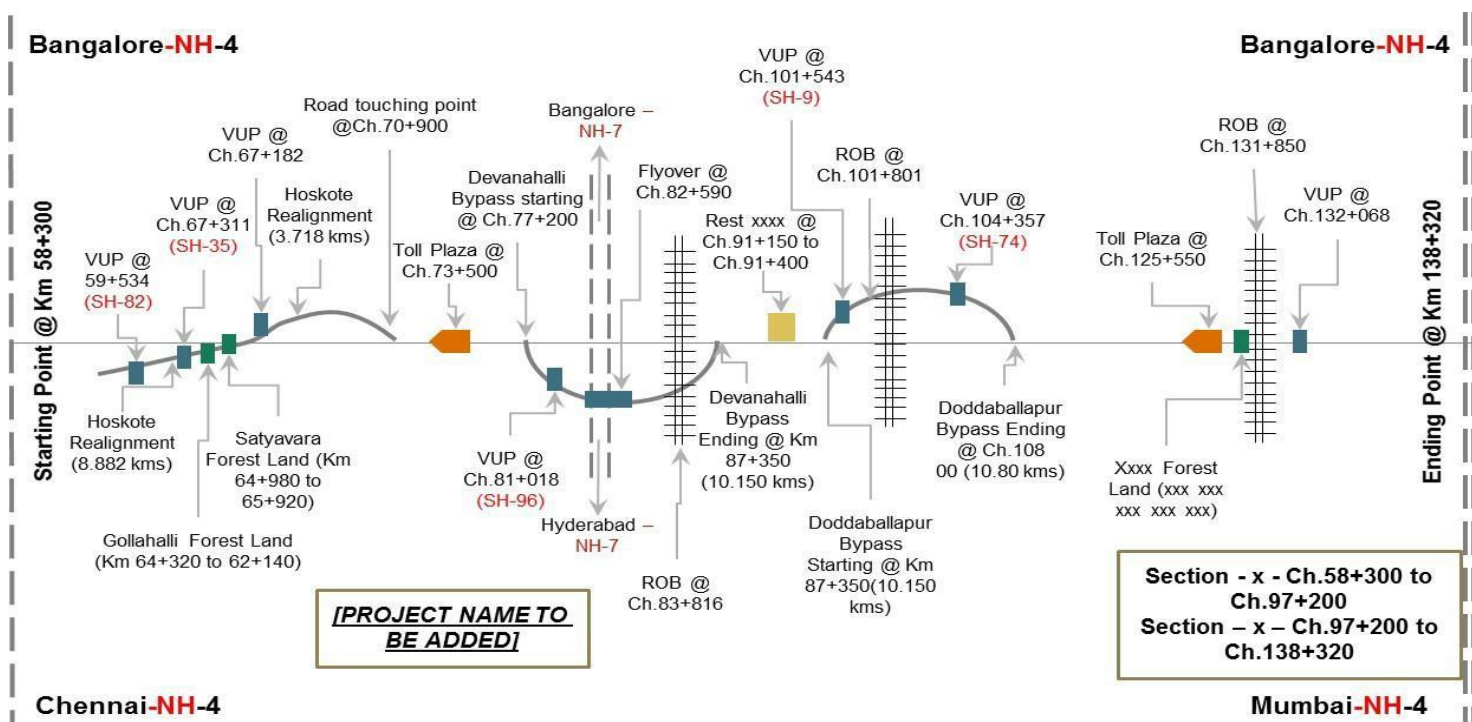 Bangalore-NH-4
Bangalore-NH-4
Starting Point @ Km 58+300
VUP @
59+534
(SH-82)
VUP @
Ch.67+311
(SH-35)
VUP @
Ch.67+182
Hoskote
Realignment
(3.718 kms)
Road touching point
@Ch.70+900
Toll Plaza @
Ch.73+500
Devanahalli
Bypass starting
@ Ch.77+200
Bangalore –
NH-7
Flyover @
Ch.82+590
Rest xxxx @
Ch.91+150 to
Ch.91+400
VUP @
Ch.101+543
(SH-9)
ROB @
Ch.101+801
VUP @
Ch.104+357
(SH-74)
Toll Plaza @
Ch.125+550
ROB @
Ch.131+850
VUP @
Ch.132+068
Ending Point @ Km 138+320
Hoskote
Realignment
(8.882 kms)
Gollahalli Forest Land
(Km 64+320 to 62+140)
Satyavara
Forest Land (Km
64+980 to
65+920)
VUP @
Ch.81+018
(SH-96)
Hyderabad –
NH-7
ROB @
Ch.83+816
Devanahalli
Bypass
Ending @ Km
87+350
(10.150 kms)
Doddaballapur
Bypass
Starting @ Km
87+350(10.150
kms)
Doddaballapur
Bypass Ending
@ Ch.108
00 (10.80 kms)
Xxxx Forest
Land (xxx xxx
xxx xxx xxx)
[PROJECT NAME TO
BE ADDED]
Section - x - Ch.58+300 to
Ch.97+200
Section – x – Ch.97+200 to
Ch.138+320
Chennai-NH-4
Mumbai-NH-4